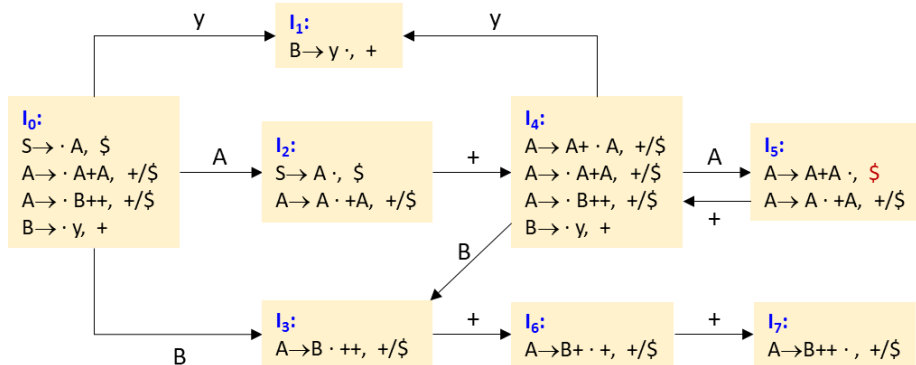 y
y
I₁:
B→ y ·, +
I₀:
S→ · A, $
A→ · A+A, +/$
A→ · B++, +/$
B→ · y, +
A
I₂:
S→ A ·, $
A→ A · +A, +/$
+
I₄:
A→ A+ · A, +/$
A→ · A+A, +/$
A→ · B++, +/$
B→ · y, +
A
+
I₅:
A→ A+A ·, $
A→ A · +A, +/$
B
B
I₃:
A→B · ++, +/$
+
I₆:
A→B+ · +, +/$
+
I₇:
A→B++ · , +/$